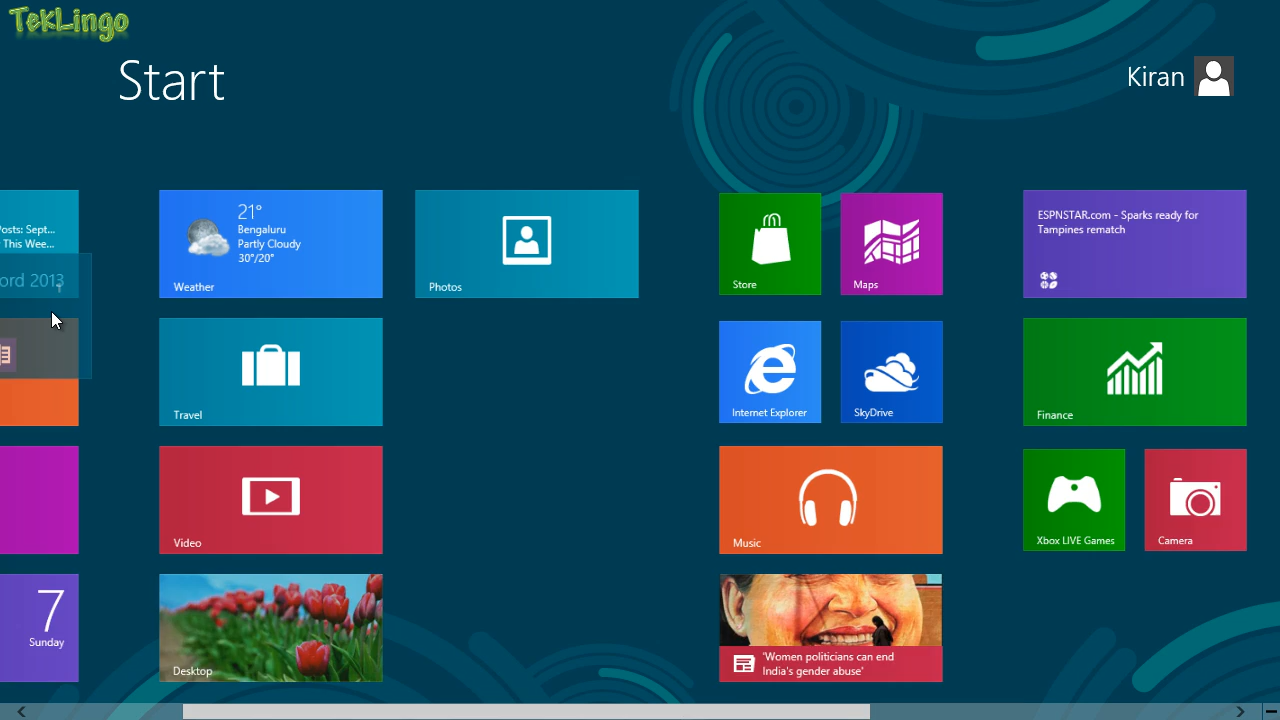 TekLingo
Start
Kiran
Posts: Sept...
This Wee...
ord 2013
7
Sunday
21°
Bengaluru
Partly Cloudy
30°/20°
Weather
Photos
Travel
Video
Desktop
Store
Maps
Internet Explorer
SkyDrive
Music
'Women politicians can end
India's gender abuse'
ESPNSTAR.com - Sparks ready for
Tampines rematch
Finance
Xbox LIVE Games
Camera